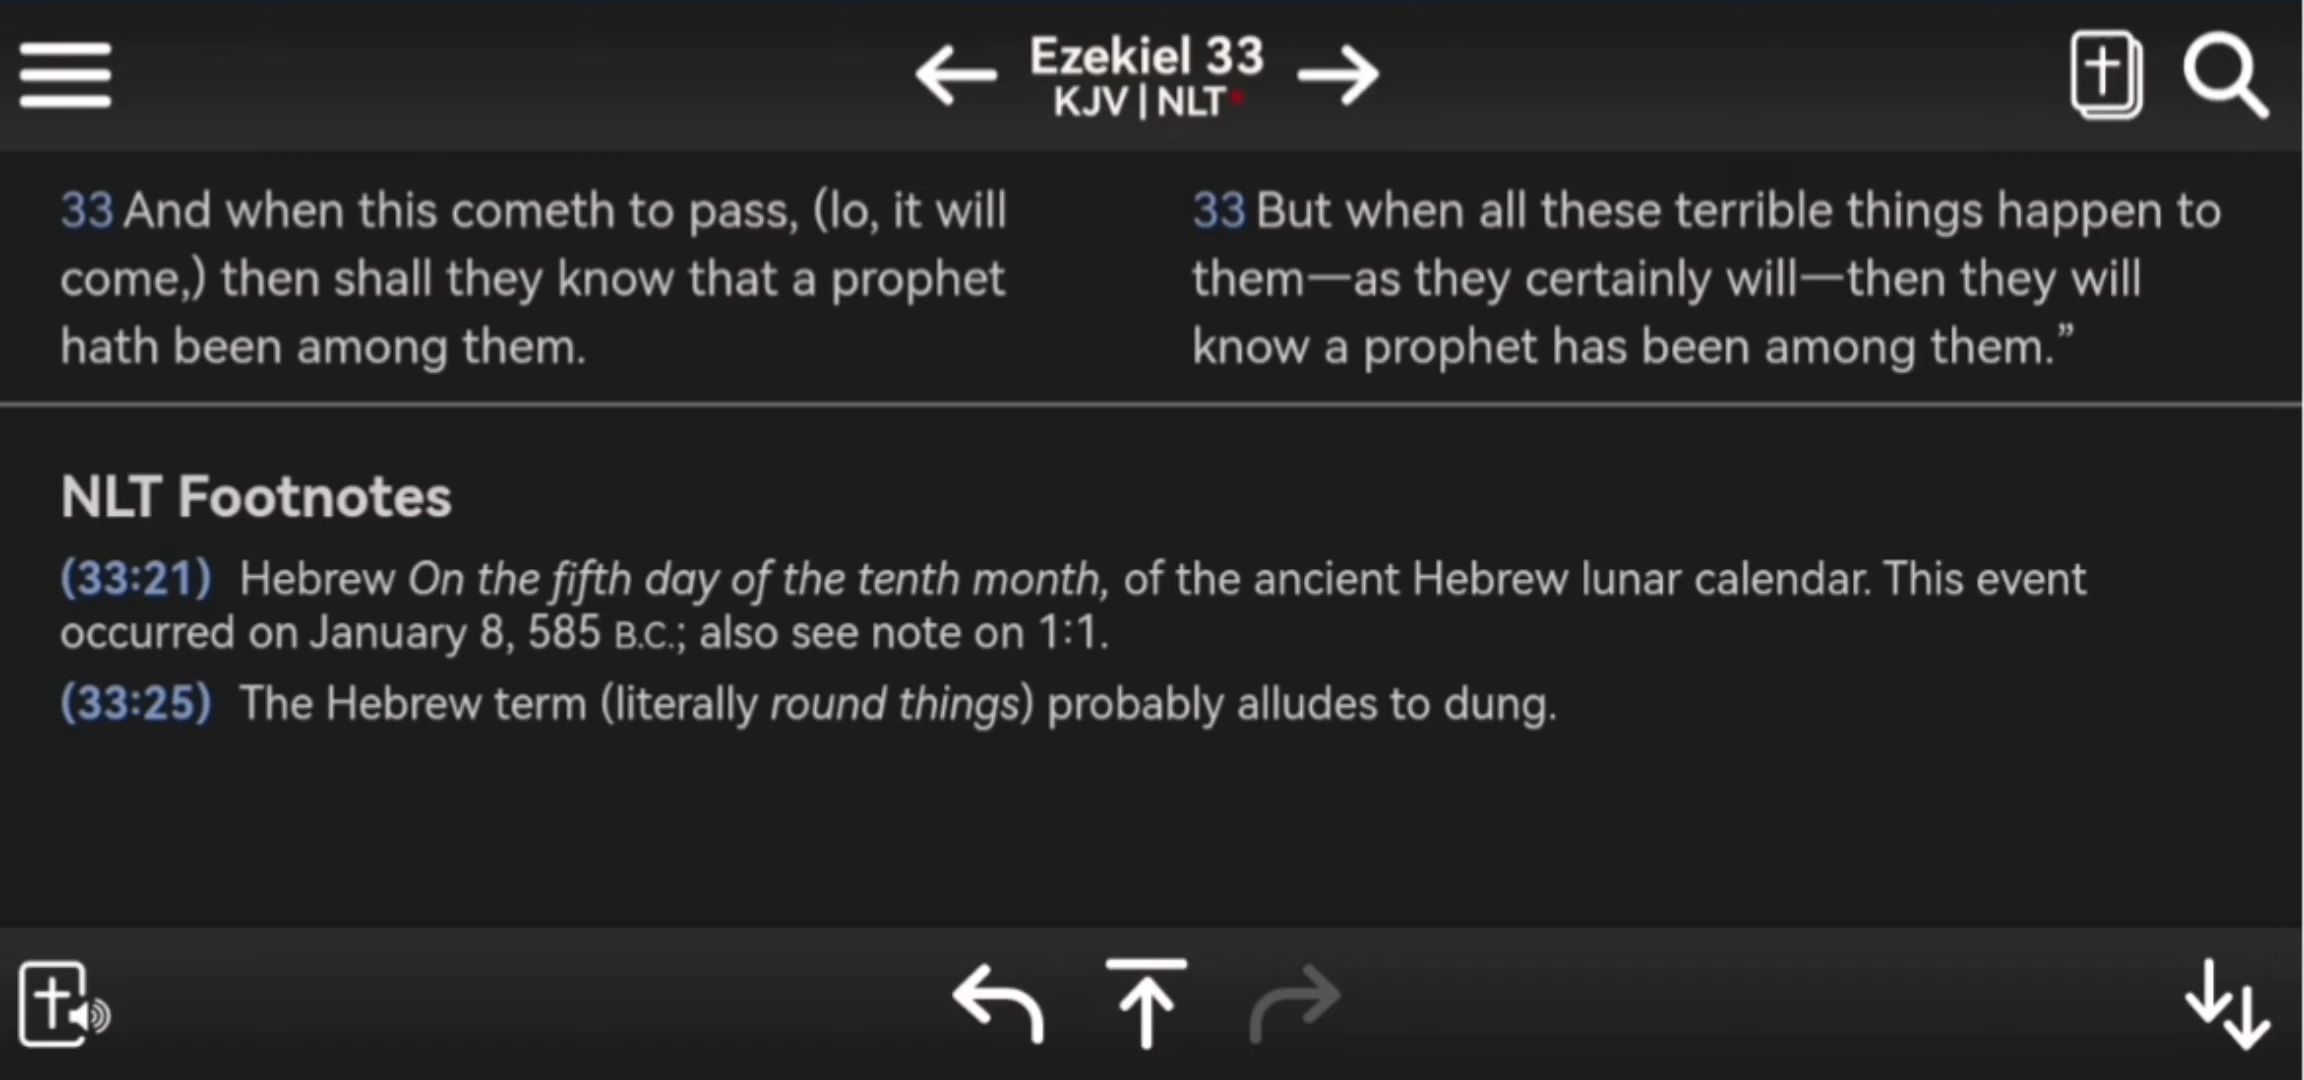 Ezekiel 33
KJV | NLT*
33 And when this cometh to pass, (lo, it will
come,) then shall they know that a prophet
hath been among them.
33 But when all these terrible things happen to
them—as they certainly will—then they will
know a prophet has been among them.”
NLT Footnotes
(33:21) Hebrew On the fifth day of the tenth month, of the ancient Hebrew lunar calendar. This event
occurred on January 8, 585 B.C.; also see note on 1:1.
(33:25) The Hebrew term (literally round things) probably alludes to dung.